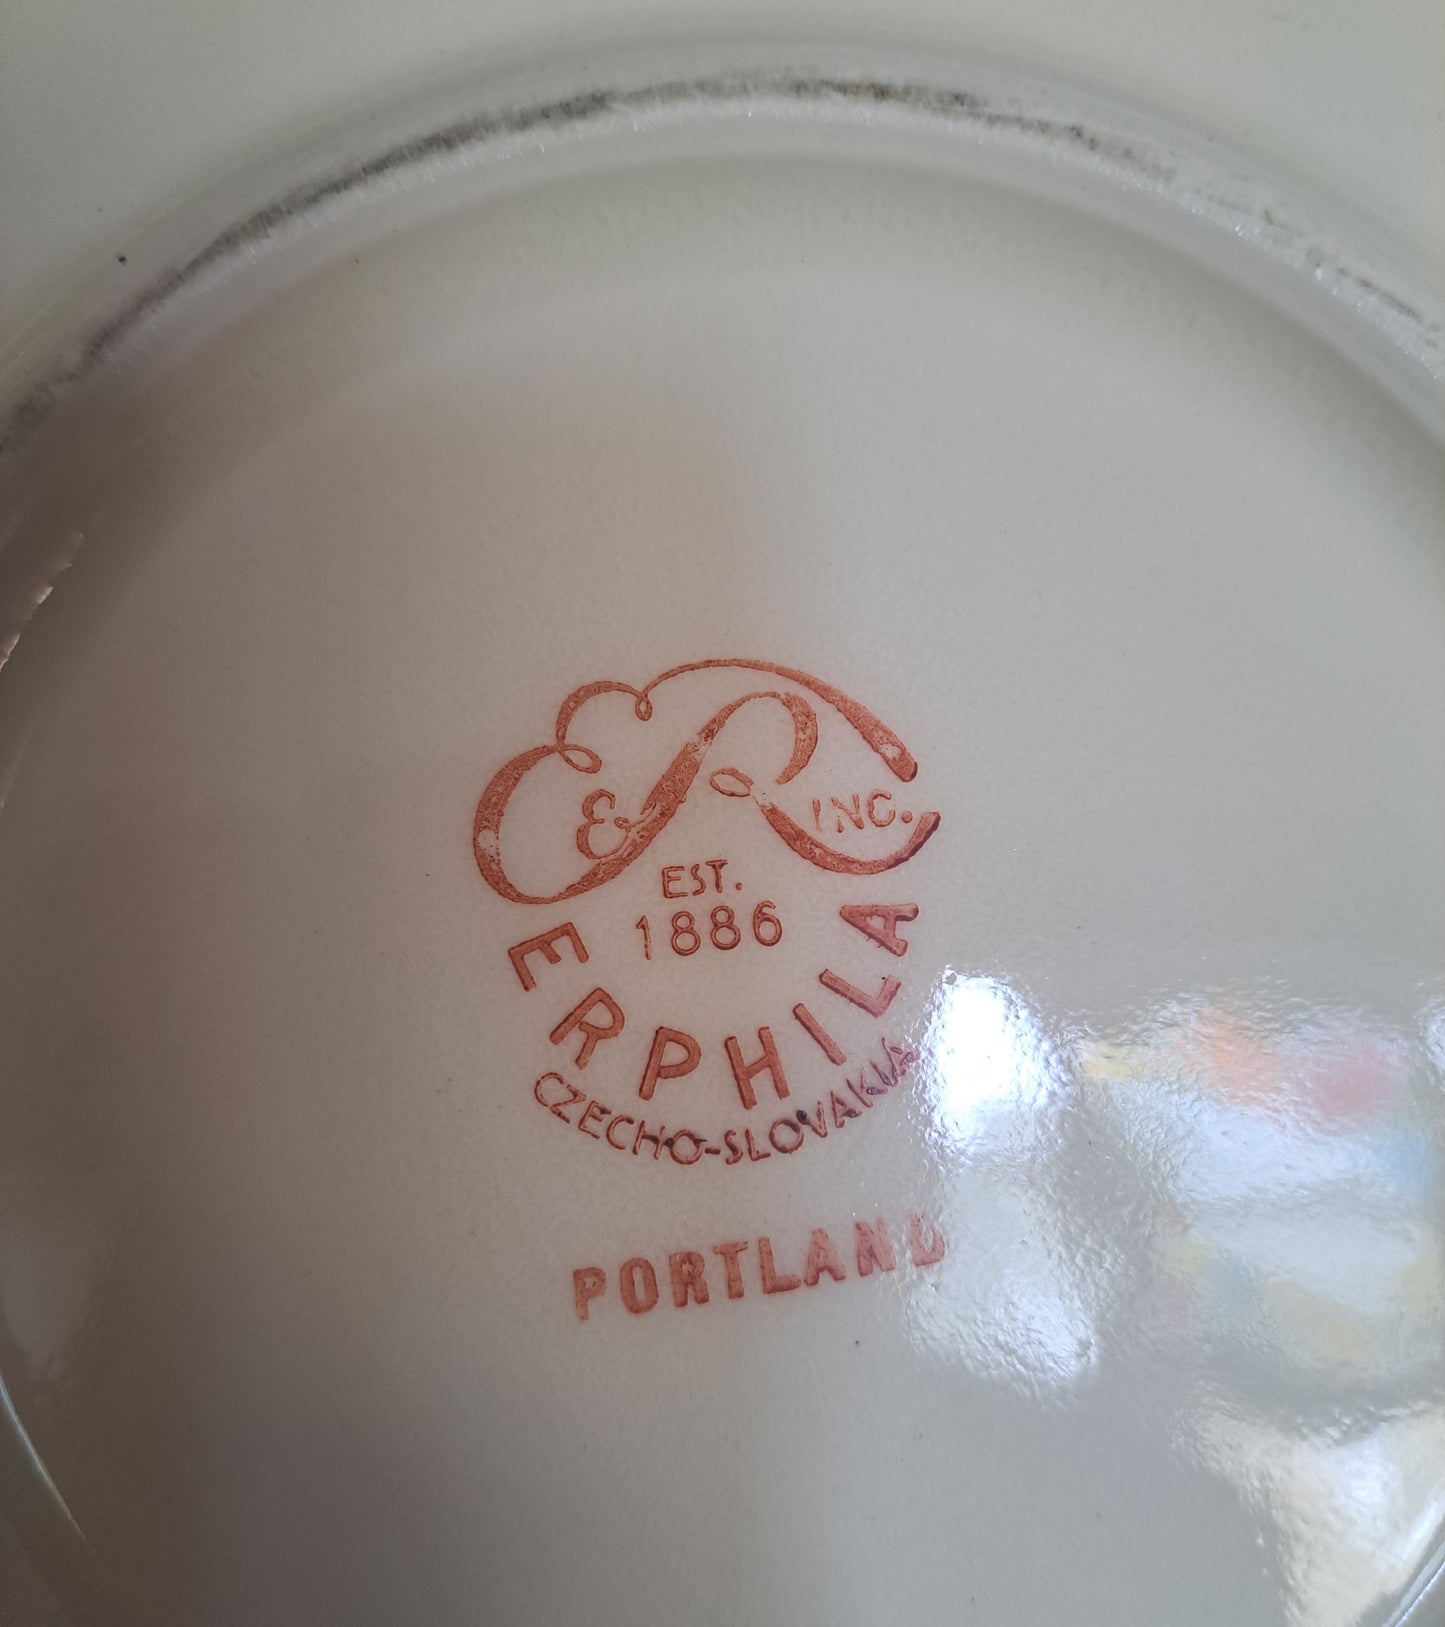 E & R INC.
EST.
1886
ERPHILA
CZECHO-SLOVAKIA
PORTLAND